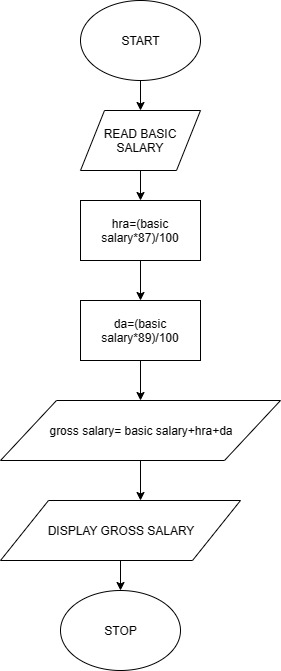 START
READ BASIC
SALARY
hra=(basic
salary*87)/100
da=(basic
salary*89)/100
gross salary= basic salary+hra+da
DISPLAY GROSS SALARY
STOP